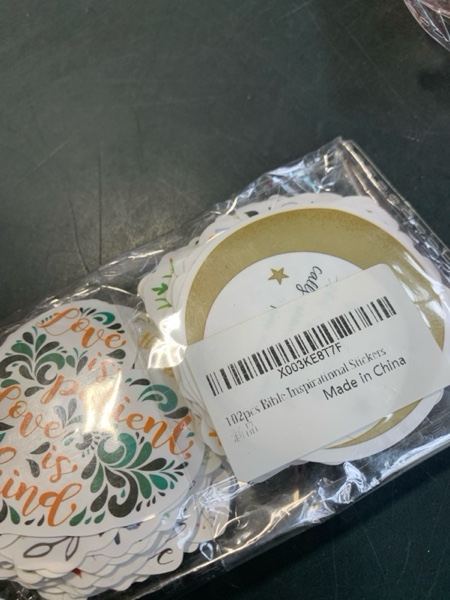 Love
is
patient,
Love
is
kind
X003KE8T7F
102pcs Bible Inspirational Stickers
Made in China